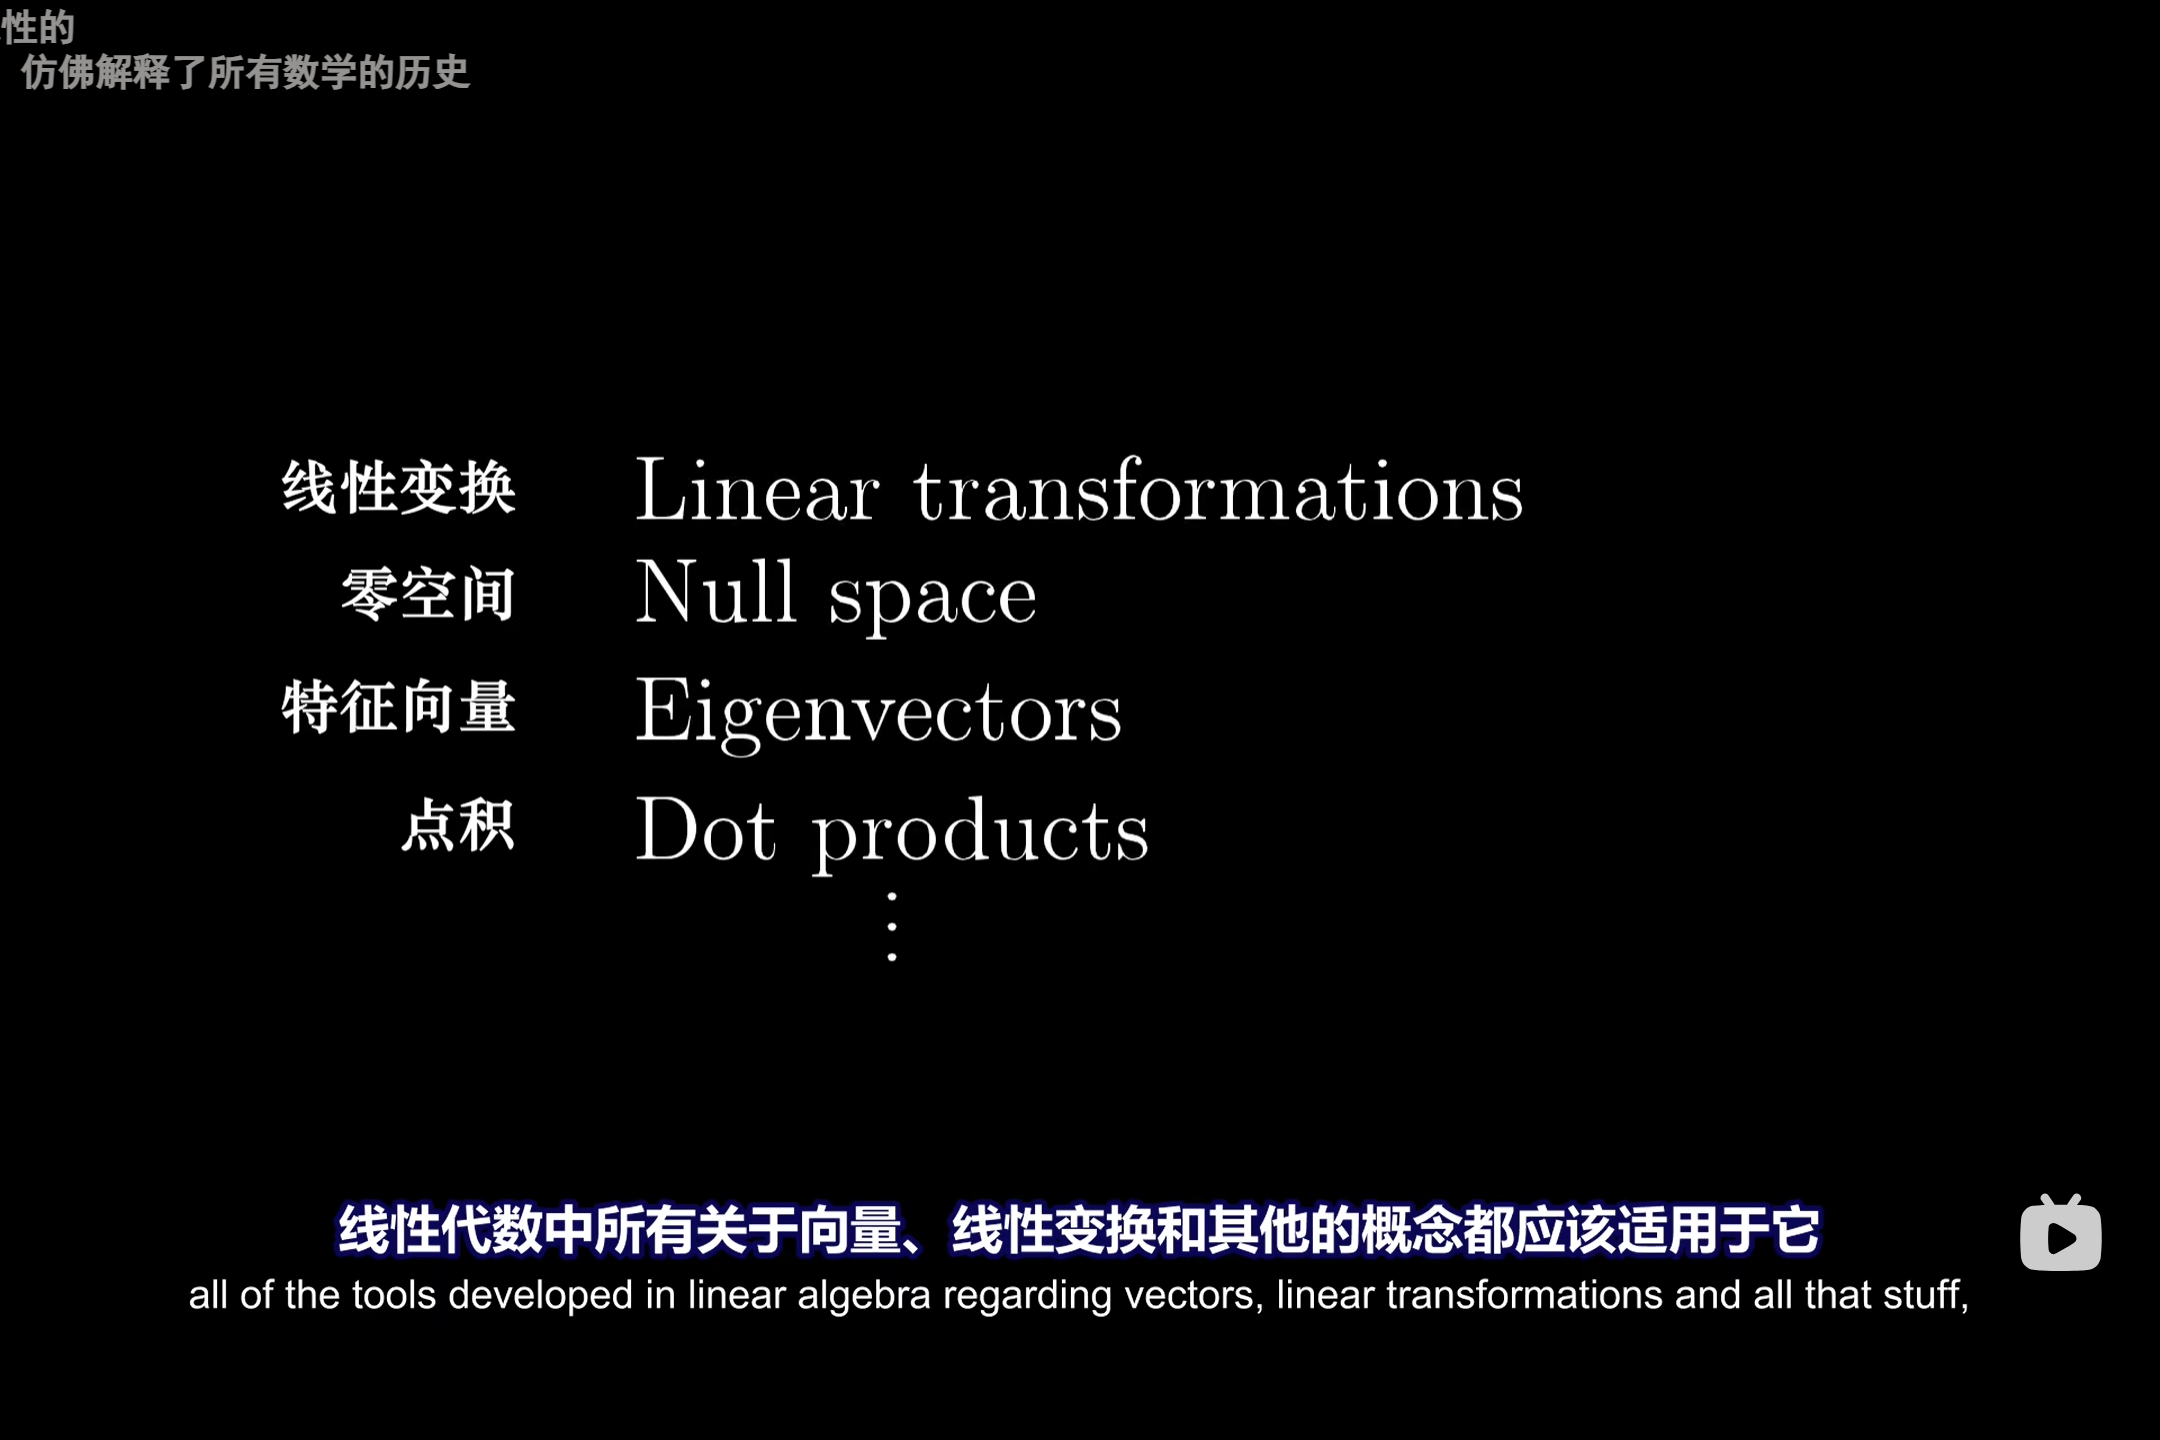 性的
仿佛解释了所有数学的历史
线性变换 Linear transformations
零空间 Null space
特征向量 Eigenvectors
点积 Dot products
⋮
线性代数中所有关于向量、线性变换和其他的概念都应该适用于它
all of the tools developed in linear algebra regarding vectors, linear transformations and all that stuff,